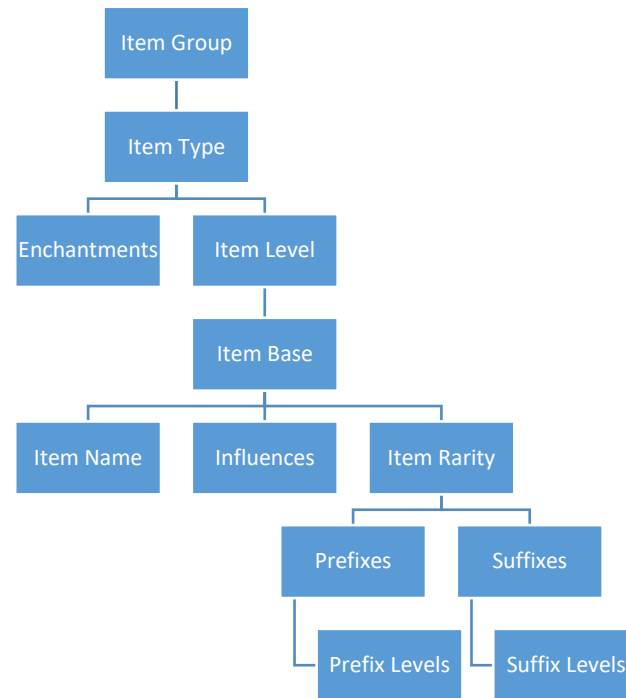 Item Group
Item Type
Enchantments
Item Level
Item Base
Item Name
Influences
Item Rarity
Prefixes
Suffixes
Prefix Levels
Suffix Levels